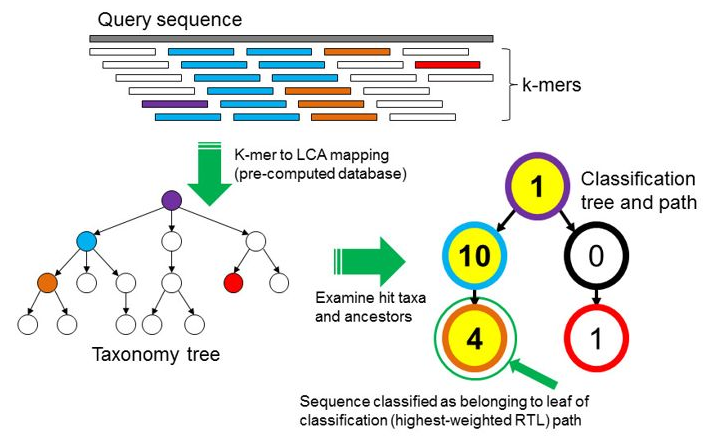 Query sequence
k-mers
K-mer to LCA mapping
(pre-computed database)
Classification
tree and path
1
10
0
4
1
Examine hit taxa
and ancestors
Taxonomy tree
Sequence classified as belonging to leaf of
classification (highest-weighted RTL) path